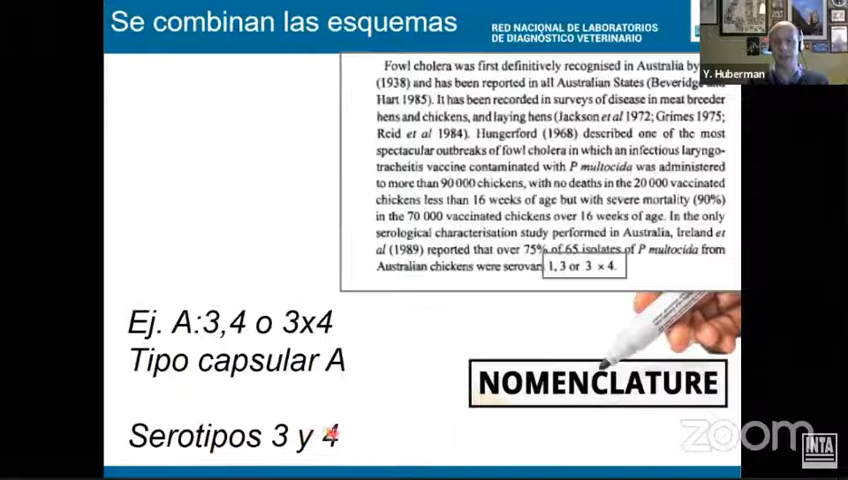 Se combinan las esquemas
RED NACIONAL DE LABORATORIOS
DE DIAGNÓSTICO VETERINARIO
Y. Huberman
Fowl cholera was first definitively recognised in Australia by
(1938) and has been reported in all Australian States (Beveridge and
Hart 1985). It has been recorded in surveys of disease in meat breeder
hens and chickens, and laying hens (Jackson et al 1972; Grimes 1975;
Reid et al 1984). Hungerford (1968) described one of the most
spectacular outbreaks of fowl cholera in which an infectious laryngo-
tracheitis vaccine contaminated with P multocida was administered
to more than 90 000 chickens, with no deaths in the 20 000 vaccinated
chickens less than 16 weeks of age but with severe mortality (90%)
in the 70 000 vaccinated chickens over 16 weeks of age. In the only
serological characterisation study performed in Australia, Ireland et
al (1989) reported that over 75% of 65 isolates of P multocida from
Australian chickens were serovars 1, 3 or 3 × 4.
Ej. A:3,4 o 3x4
Tipo capsular A
NOMENCLATURE
Serotipos 3 y 4
zoom
INTA